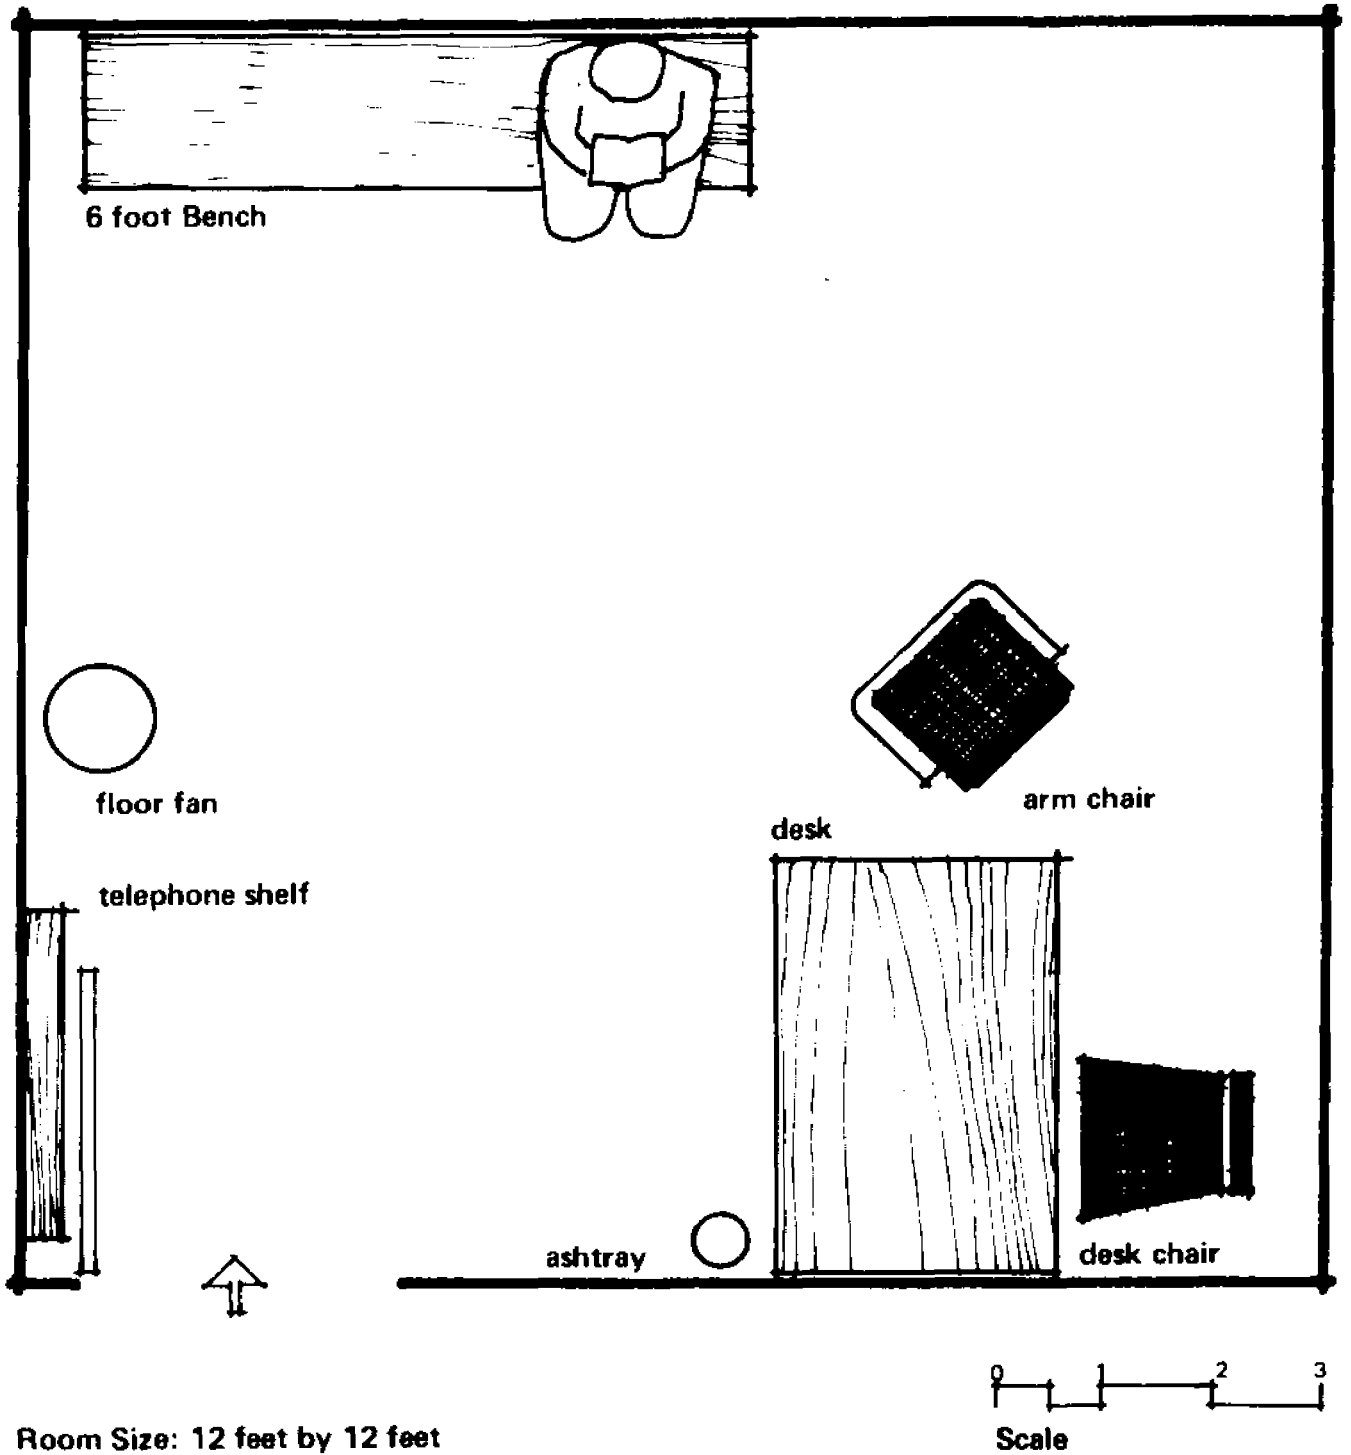 6 foot Bench
floor fan
arm chair
desk
telephone shelf
ashtray
desk chair
0 1 2 3
Room Size: 12 feet by 12 feet
Scale